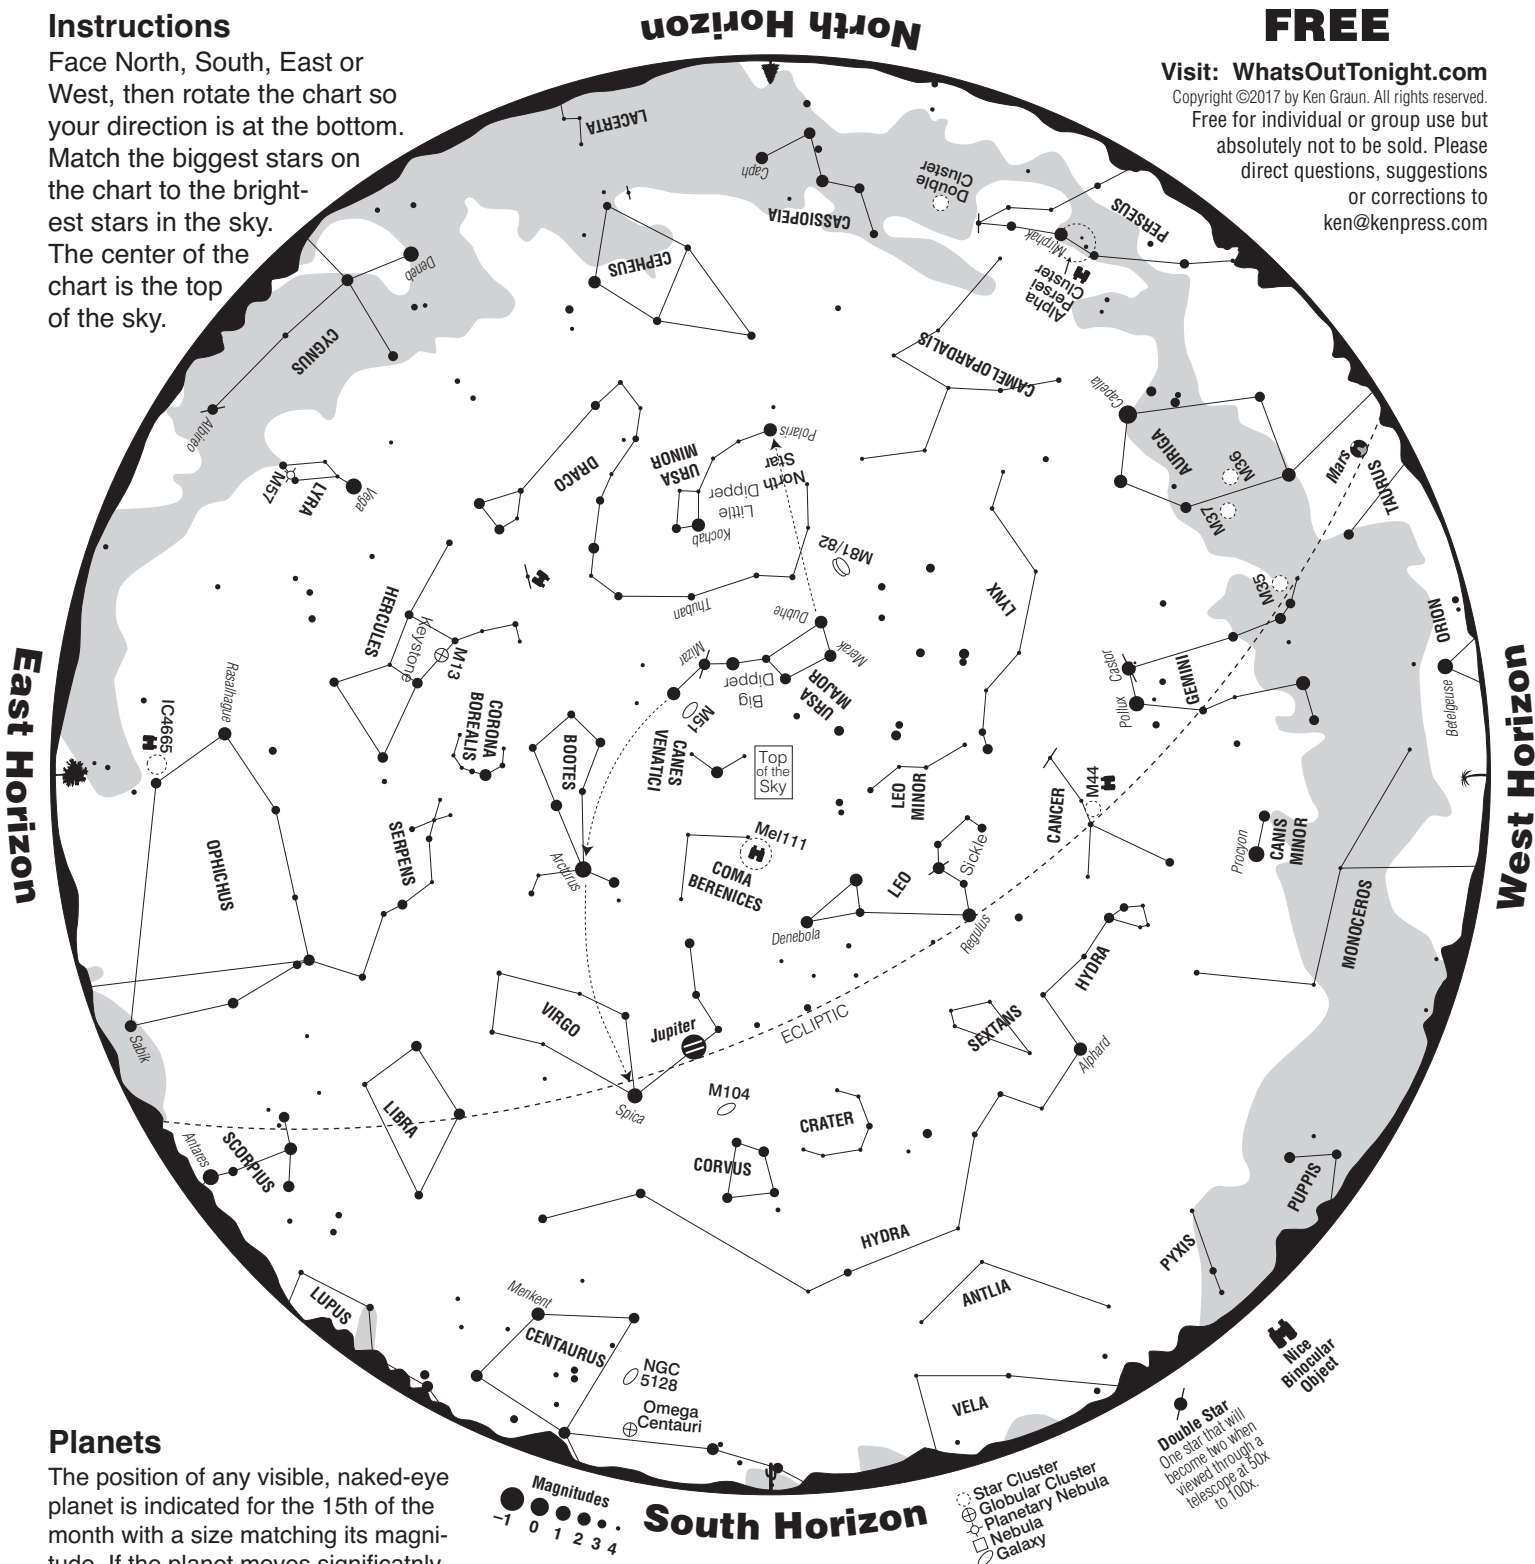 Instructions
Face North, South, East or
West, then rotate the chart so
your direction is at the bottom.
Match the biggest stars on
the chart to the bright-
est stars in the sky.
The center of the
chart is the top
of the sky.
North Horizon
FREE
Visit: WhatsOutTonight.com
Copyright ©2017 by Ken Graun. All rights reserved.
Free for individual or group use but
absolutely not to be sold. Please
direct questions, suggestions
or corrections to
ken@kenpress.com
LACERTA
Caph
CASSIOPEIA
Double
Cluster
PERSEUS
Mirphak
Alpha
Persei
Cluster
CEPHEUS
Deneb
CYGNUS
Albireo
CAMELOPARDALIS
Capella
AURIGA
M36
M37
Mars
TAURUS
M57
LYRA
Vega
DRACO
URSA
MINOR
Polaris
North
Star
Little
Dipper
Kochab
M81/82
Thuban
Dubhe
LYNX
M35
ORION
HERCULES
Keystone
M13
Mizar
Merak
Big
Dipper
URSA
MAJOR
M51
Castor
Pollux
GEMINI
Betelgeuse
East Horizon
West Horizon
Rasalhague
IC4665
CORONA
BOREALIS
BOOTES
CANES
VENATICI
Top
of the
Sky
LEO
MINOR
CANCER
M44
Procyon
CANIS
MINOR
OPHICHUS
SERPENS
Arcturus
Mel111
COMA
BERENICES
LEO
Sickle
Denebola
Regulus
MONOCEROS
HYDRA
VIRGO
Jupiter
ECLIPTIC
SEXTANS
Alphard
Sabik
LIBRA
Spica
M104
CRATER
CORVUS
Antares
SCORPIUS
PUPPIS
HYDRA
PYXIS
ANTLIA
LUPUS
Menkent
CENTAURUS
NGC
5128
Omega
Centauri
VELA
Nice
Binocular
Object
Double Star
One star that will
become two when
viewed through a
telescope at 50x
to 100x.
Planets
The position of any visible, naked-eye
planet is indicated for the 15th of the
month with a size matching its magni-
tude. If the planet moves significatnly
Magnitudes
–1 0 1 2 3 4
South Horizon
Star Cluster
Globular Cluster
Planetary Nebula
Nebula
Galaxy